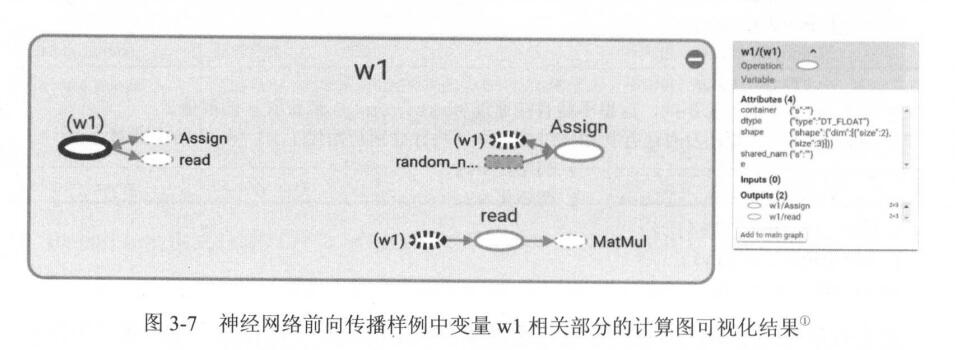 w1
(w1)
Assign
read
(w1)
random_n...
Assign
read
(w1)
MatMul
w1/(w1)
Operation:
Variable
Attributes (4)
container {"s":""}
dtype {"type":"DT_FLOAT"}
shape {"shape":{"dim":[{"size":2},
{"size":3}]}}
shared_nam {"s":""}
e
Inputs (0)
Outputs (2)
w1/Assign 2×3
w1/read 2×3
Add to main graph
图 3-7 神经网络前向传播样例中变量 w1 相关部分的计算图可视化结果①